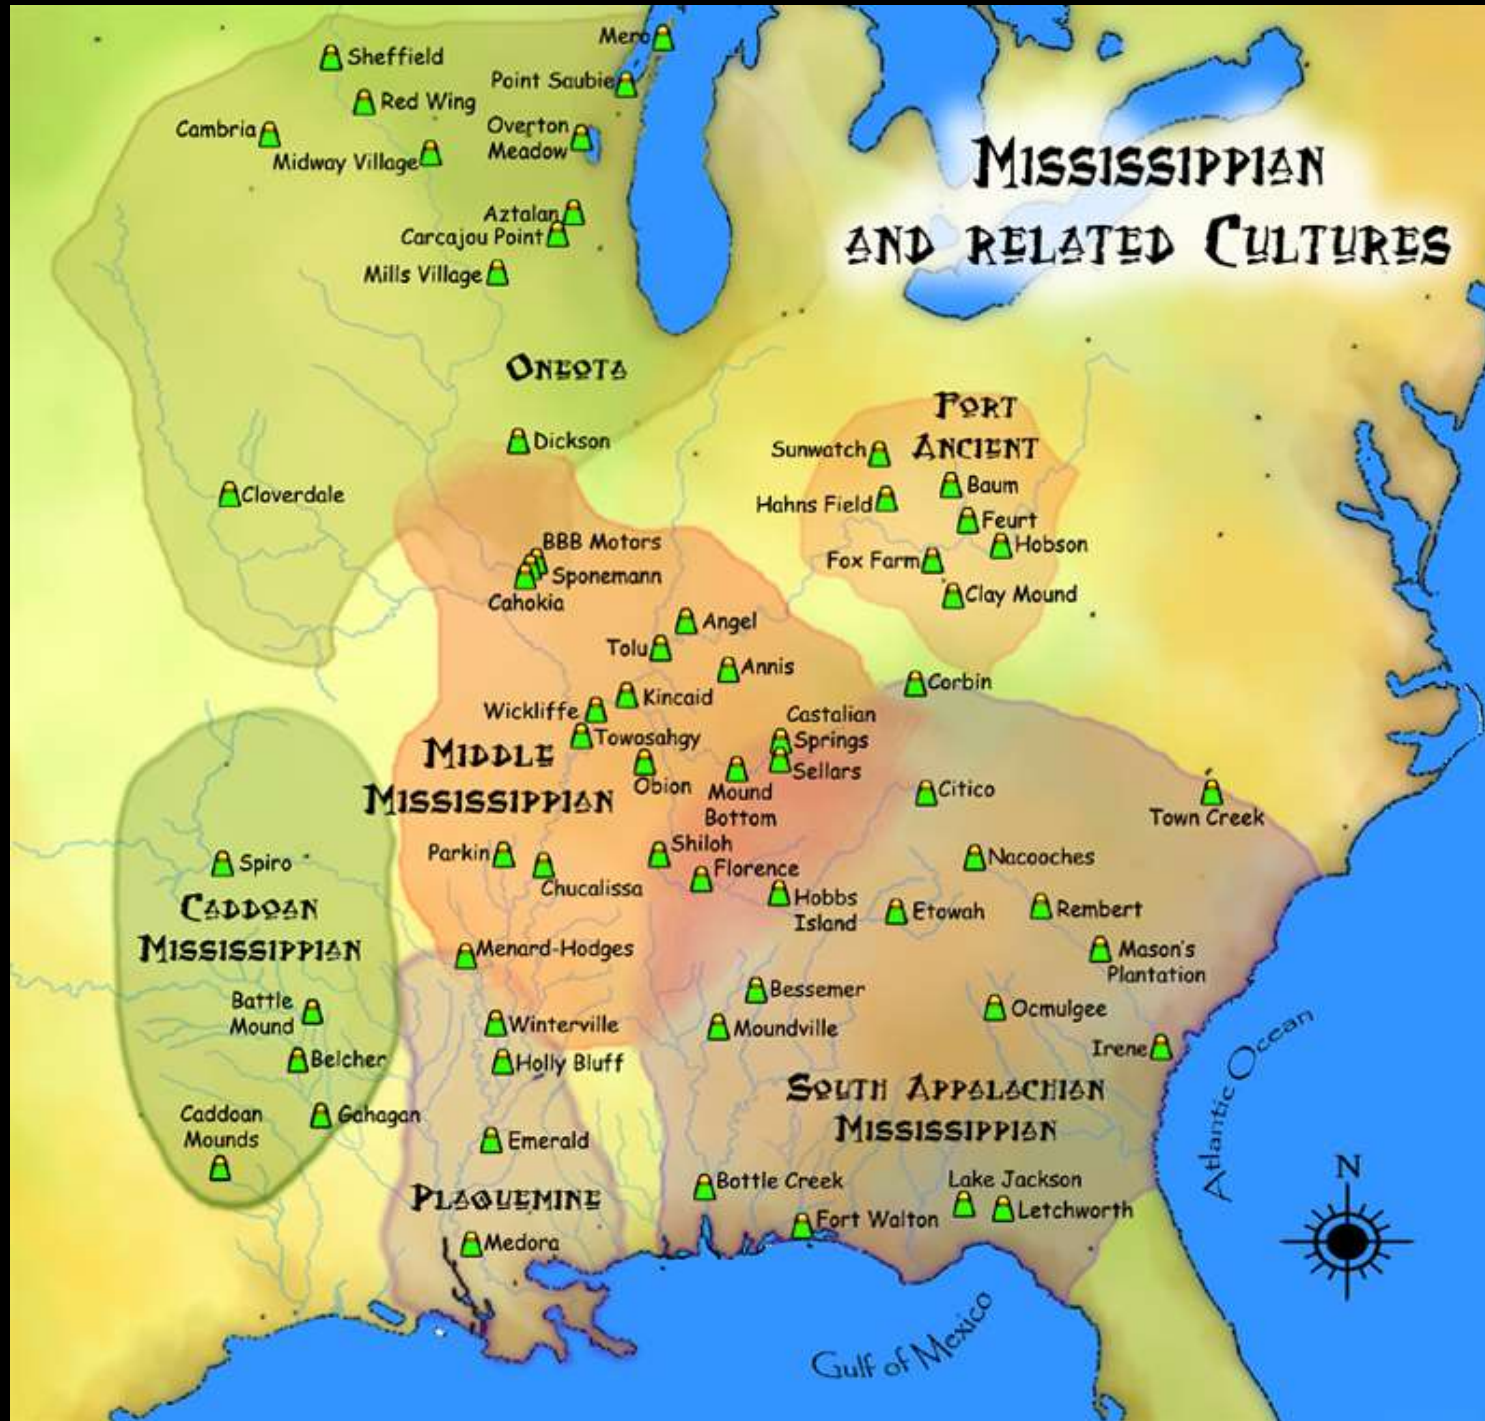 Mero
Sheffield
Point Saubie
Red Wing
Cambria
Overton
Meadow
Midway Village
Mississippian
and related Cultures
Aztalan
Carcajou Point
Mills Village
Oneota
Fort
Ancient
Dickson
Sunwatch
Baum
Cloverdale
Hahns Field
Feurt
BBB Motors
Hobson
Fox Farm
Sponemann
Cahokia
Clay Mound
Angel
Tolu
Annis
Corbin
Kincaid
Wickliffe
Castalian
Springs
Towosahgy
Middle
Mississippian
Sellars
Obion
Mound
Bottom
Citico
Town Creek
Shiloh
Parkin
Chucalissa
Florence
Nacooches
Spiro
Hobbs
Island
Etowah
Rembert
Caddoan
Mississippian
Menard-Hodges
Mason's
Plantation
Bessemer
Battle
Mound
Ocmulgee
Winterville
Moundville
Irene
Belcher
Holly Bluff
South Appalachian
Mississippian
Caddoan
Mounds
Gahagan
Emerald
Atlantic Ocean
N
Plaquemine
Bottle Creek
Lake Jackson
Letchworth
Fort Walton
Medora
Gulf of Mexico